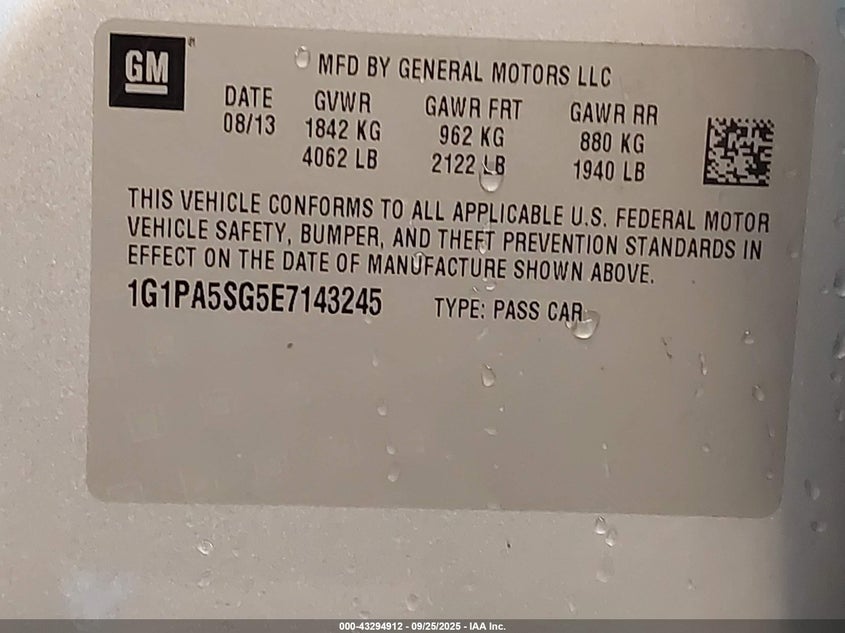 GM
MFD BY GENERAL MOTORS LLC
DATE GVWR GAWR FRT GAWR RR
08/13 1842 KG 962 KG 880 KG
4062 LB 2122 LB 1940 LB
THIS VEHICLE CONFORMS TO ALL APPLICABLE U.S. FEDERAL MOTOR
VEHICLE SAFETY, BUMPER, AND THEFT PREVENTION STANDARDS IN
EFFECT ON THE DATE OF MANUFACTURE SHOWN ABOVE.
1G1PA5SG5E7143245 TYPE: PASS CAR
000-43294912 - 09/25/2025 - IAA Inc.